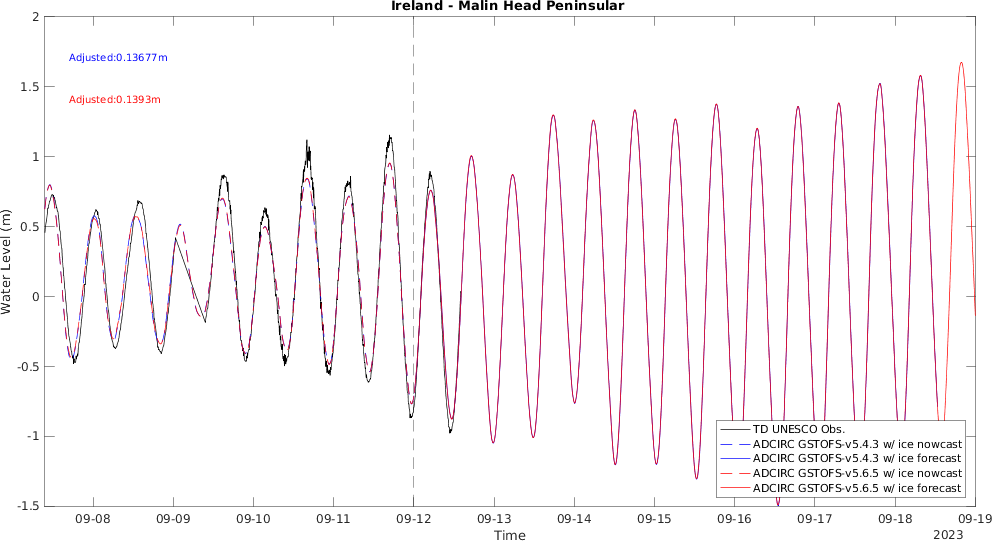 Ireland - Malin Head Peninsular
Adjusted:0.13677m
Adjusted:0.1393m
2
1.5
1
0.5
0
-0.5
-1
-1.5
Water Level (m)
TD UNESCO Obs.
ADCIRC GSTOFS-v5.4.3 w/ ice nowcast
ADCIRC GSTOFS-v5.4.3 w/ ice forecast
ADCIRC GSTOFS-v5.6.5 w/ ice nowcast
ADCIRC GSTOFS-v5.6.5 w/ ice forecast
09-08 09-09 09-10 09-11 09-12 09-13 09-14 09-15 09-16 09-17 09-18 09-19
Time
2023